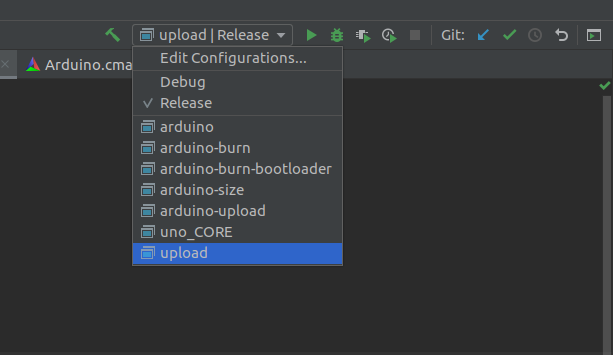 upload | Release
Git:
Arduino.cma
Edit Configurations...
Debug
Release
arduino
arduino-burn
arduino-burn-bootloader
arduino-size
arduino-upload
uno_CORE
upload